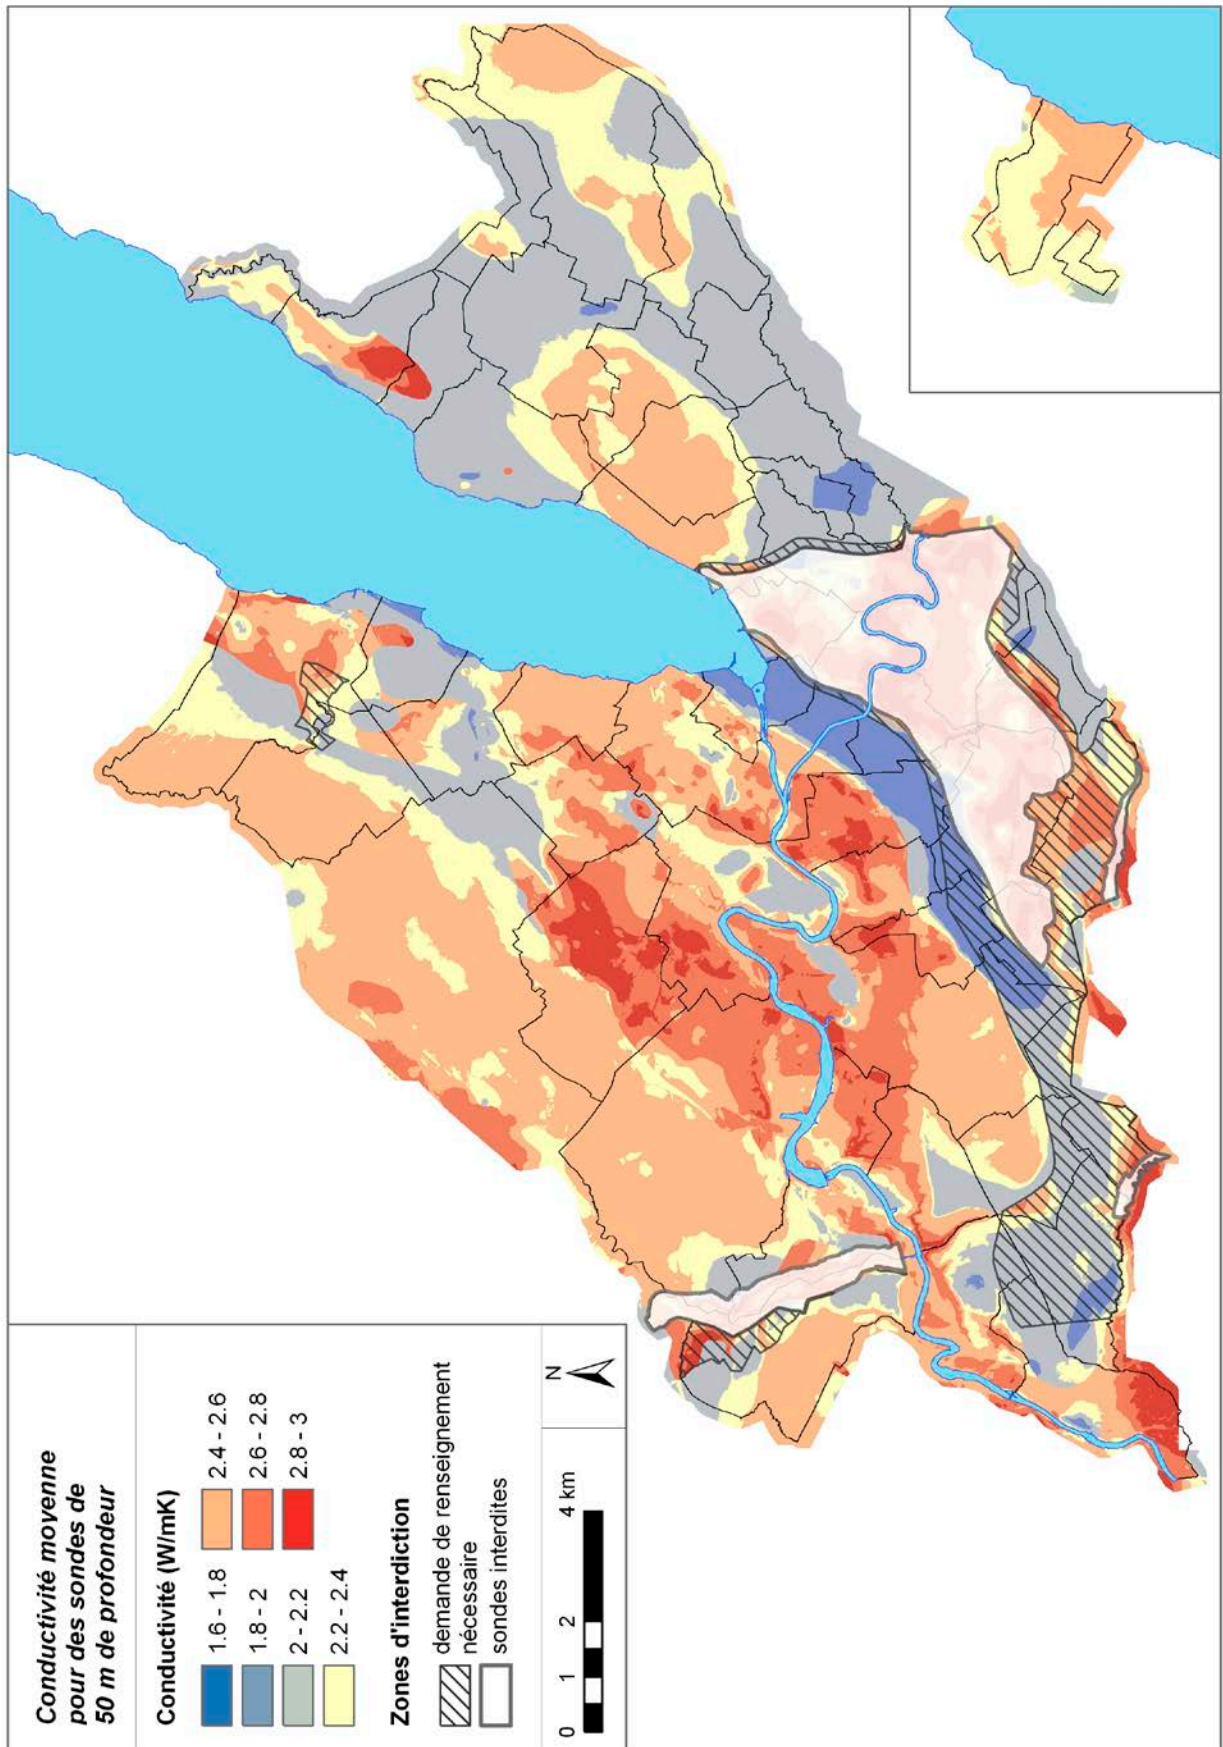 Conductivité moyenne
pour des sondes de
50 m de profondeur
Conductivité (W/mK)
1.6 - 1.8
1.8 - 2
2 - 2.2
2.2 - 2.4
2.4 - 2.6
2.6 - 2.8
2.8 - 3
Zones d'interdiction
demande de renseignement
nécessaire
sondes interdites
0 1 2 4 km
N